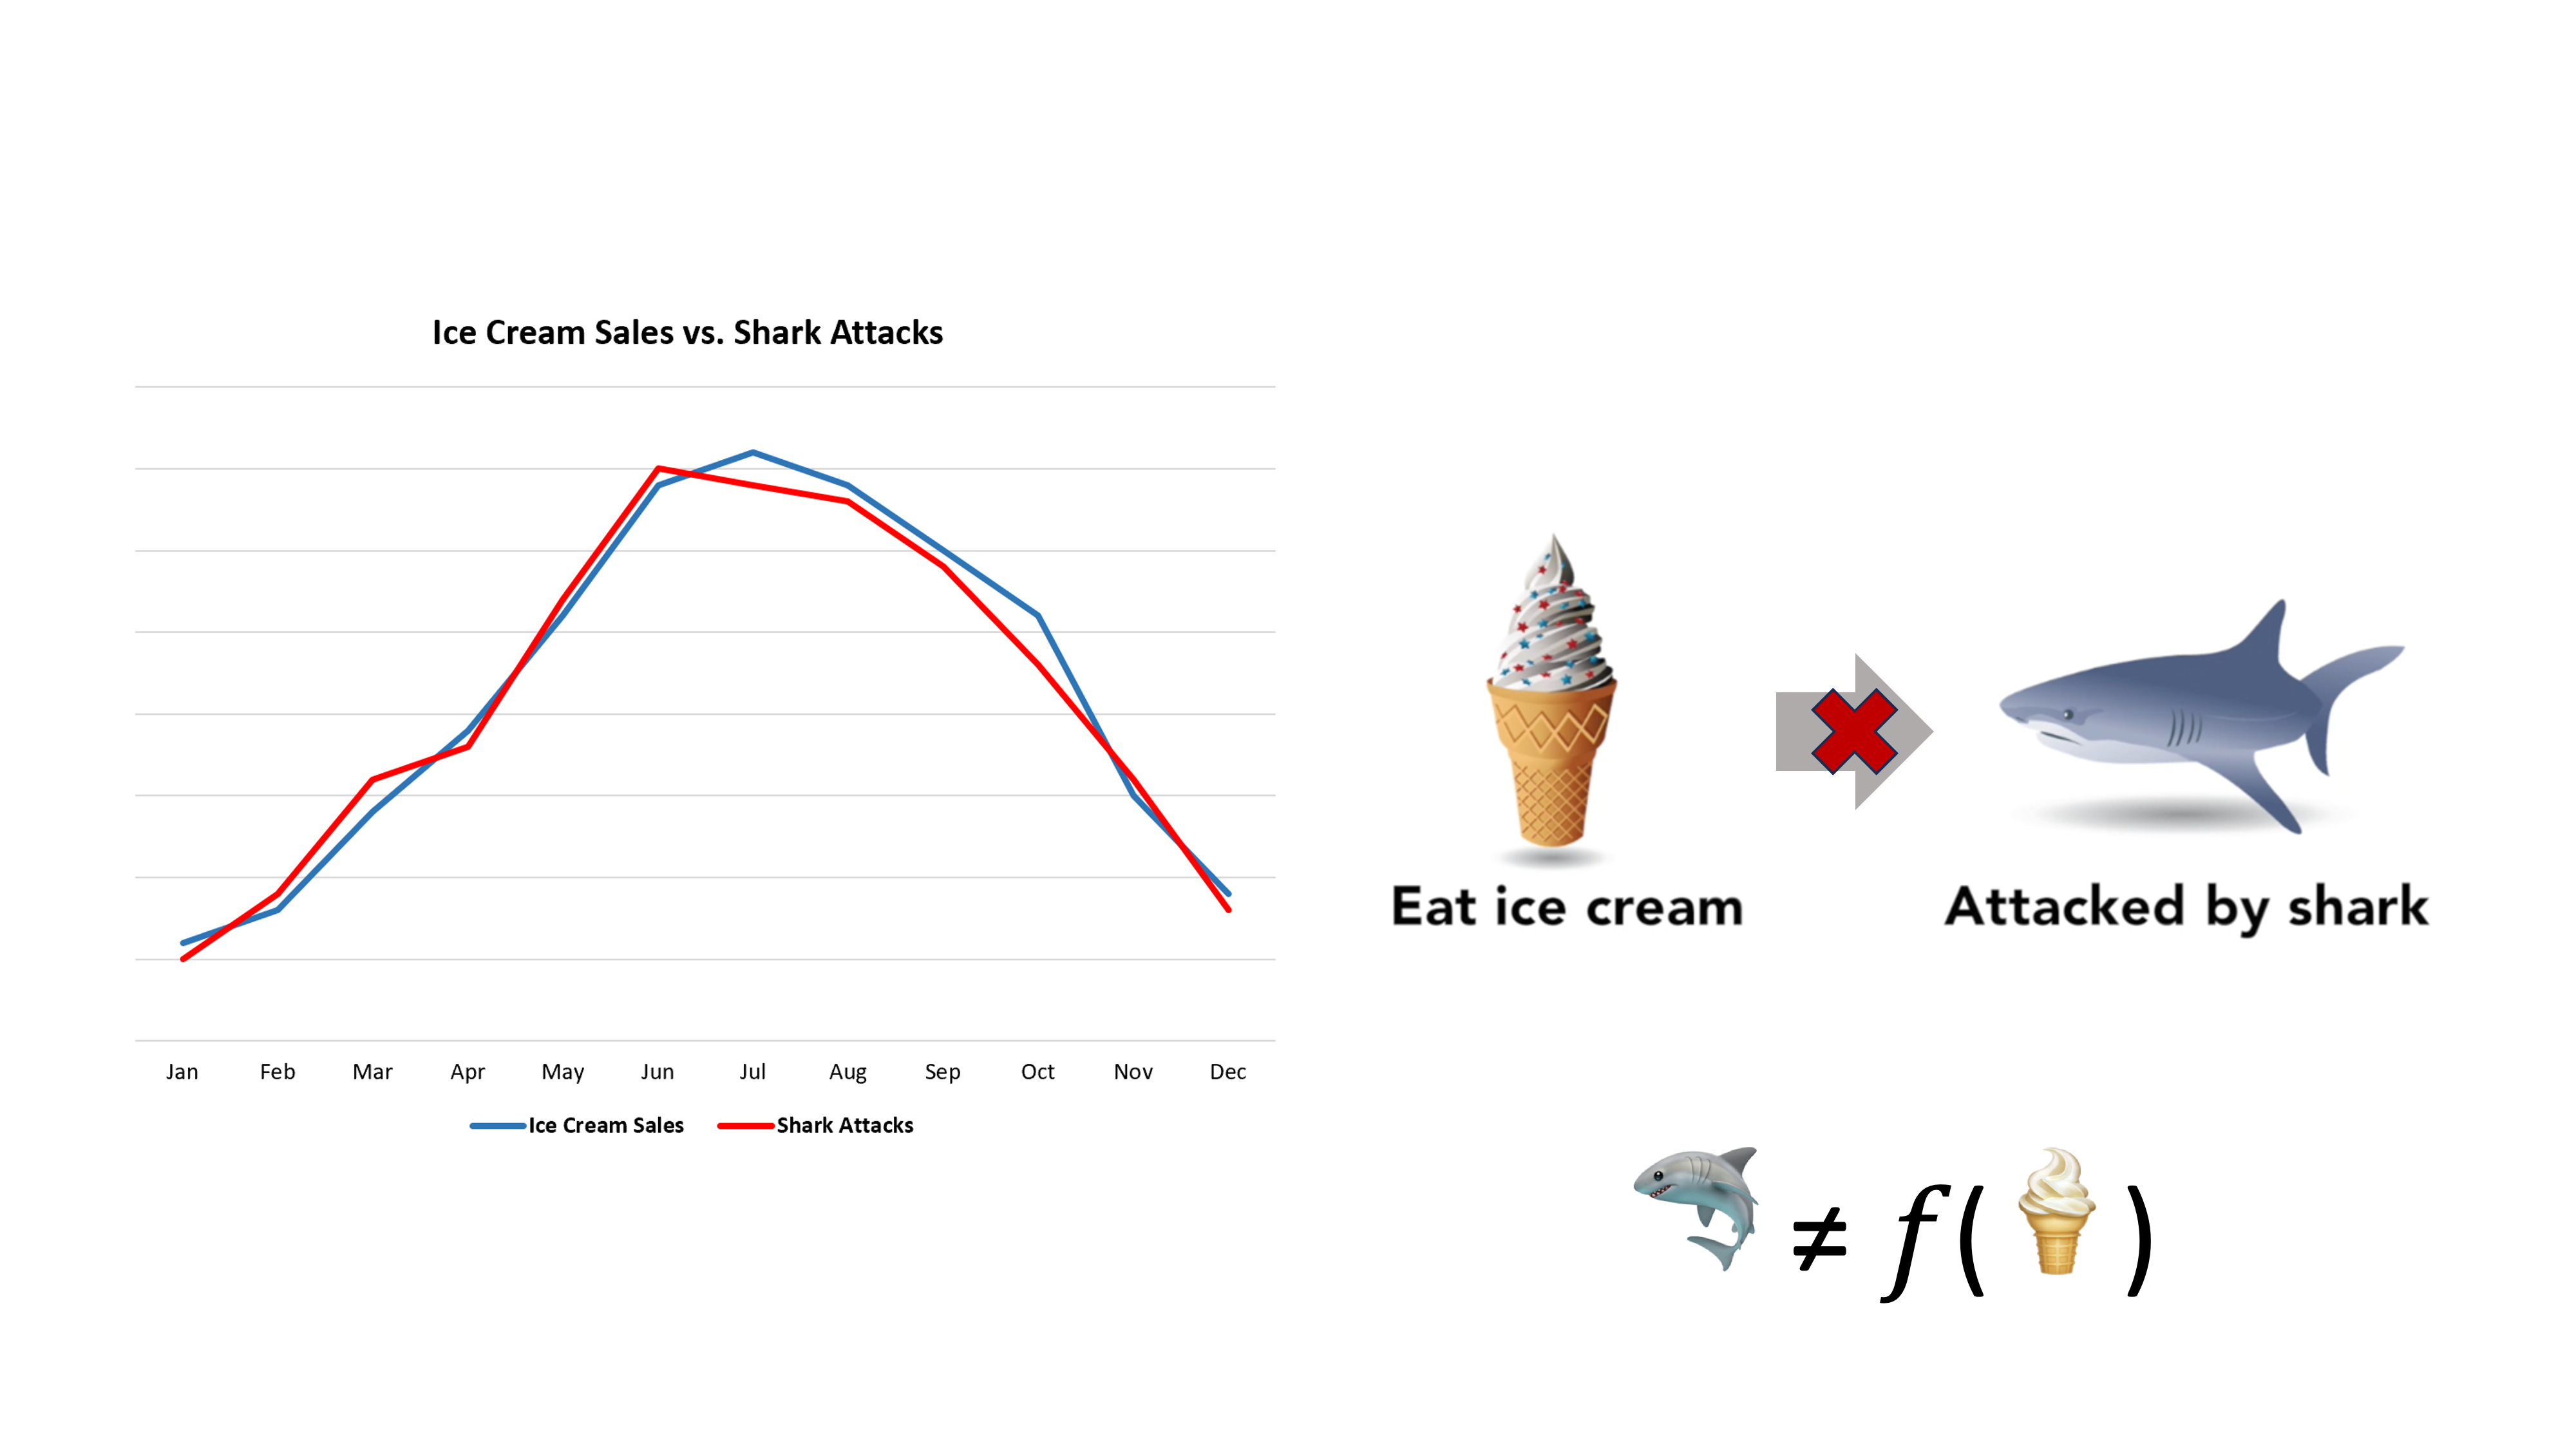 Ice Cream Sales vs. Shark Attacks
Jan Feb Mar Apr May Jun Jul Aug Sep Oct Nov Dec
Ice Cream Sales Shark Attacks
Eat ice cream
Attacked by shark
≠ f( )